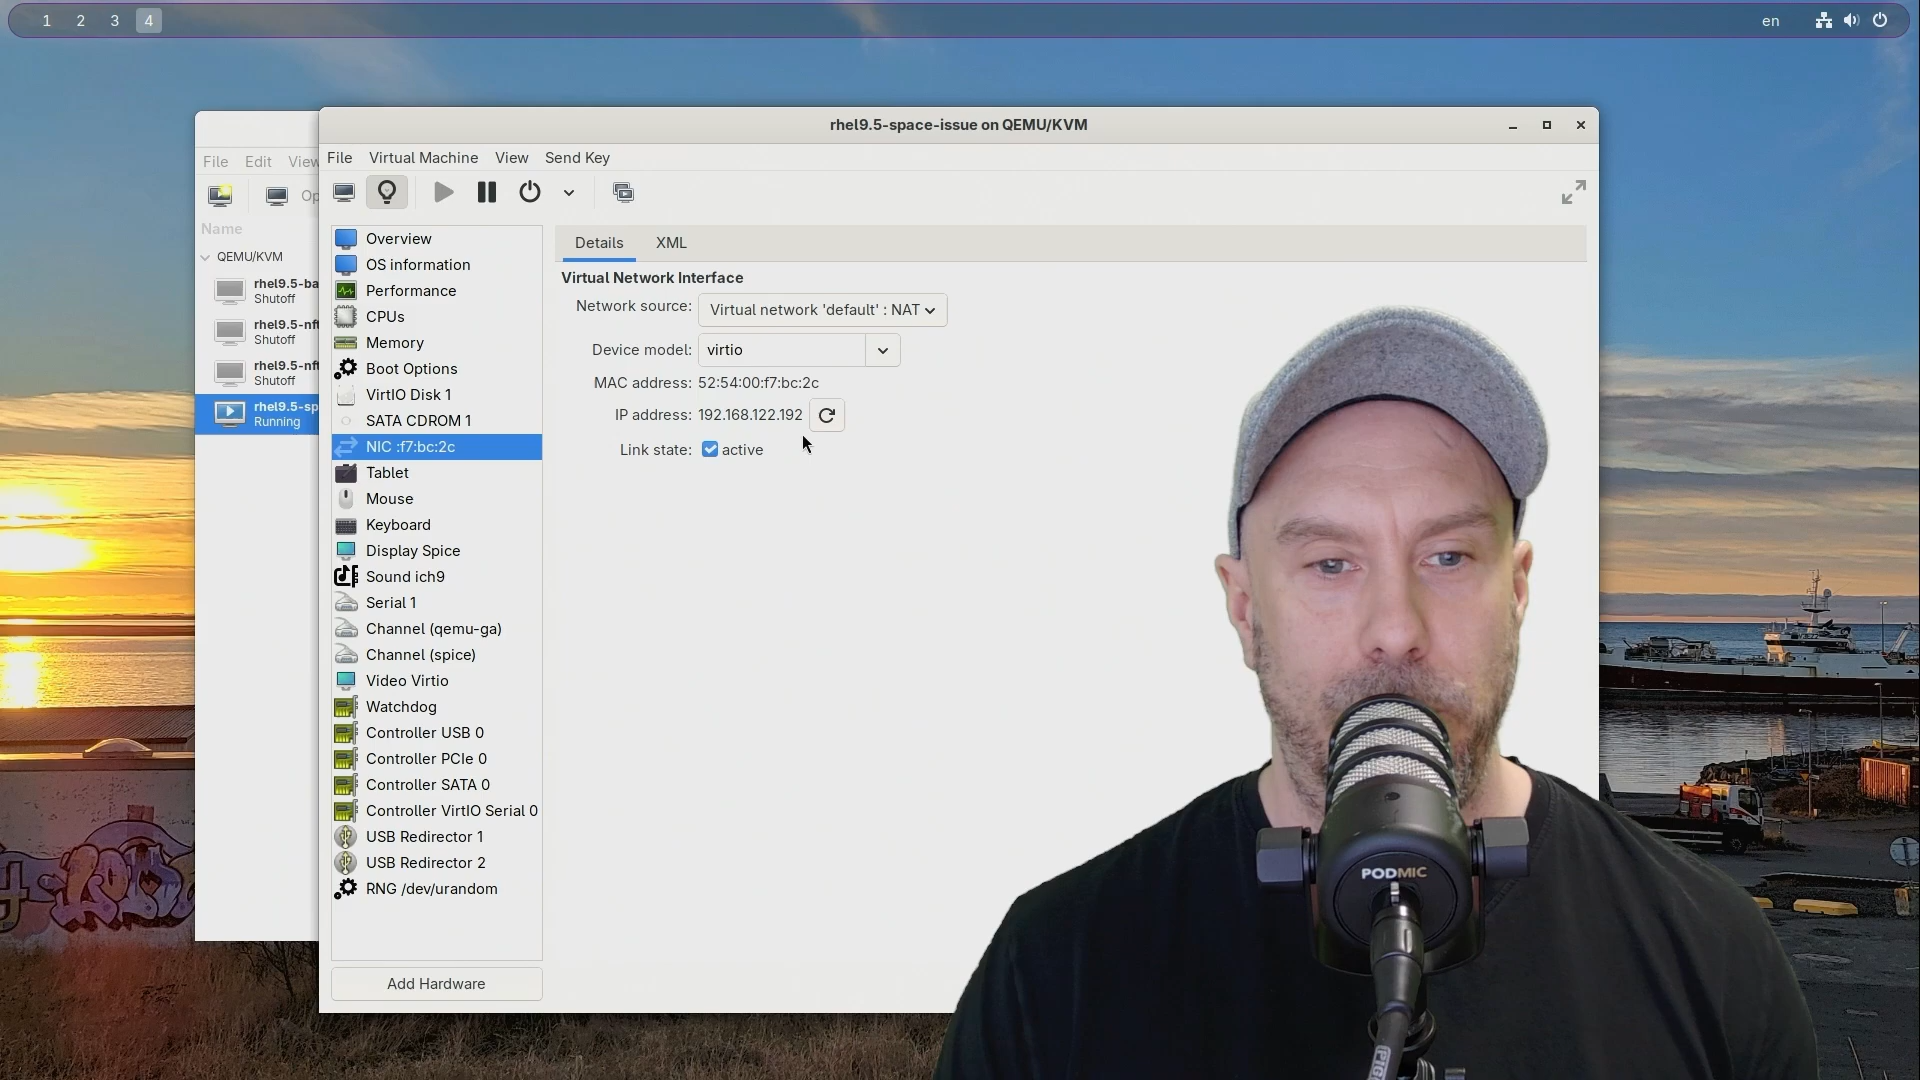 1 2 3 4
en
rhel9.5-space-issue on QEMU/KVM
File Edit View
File Virtual Machine View Send Key
Op
Name
QEMU/KVM
rhel9.5-ba
Shutoff
rhel9.5-nft
Shutoff
rhel9.5-nft
Shutoff
rhel9.5-sp
Running
Overview
OS information
Performance
CPUs
Memory
Boot Options
VirtIO Disk 1
SATA CDROM 1
NIC :f7:bc:2c
Tablet
Mouse
Keyboard
Display Spice
Sound ich9
Serial 1
Channel (qemu-ga)
Channel (spice)
Video Virtio
Watchdog
Controller USB 0
Controller PCIe 0
Controller SATA 0
Controller VirtIO Serial 0
USB Redirector 1
USB Redirector 2
RNG /dev/urandom
Add Hardware
Details XML
Virtual Network Interface
Network source: Virtual network 'default' : NAT
Device model: virtio
MAC address: 52:54:00:f7:bc:2c
IP address: 192.168.122.192
Link state: active
PODMIC